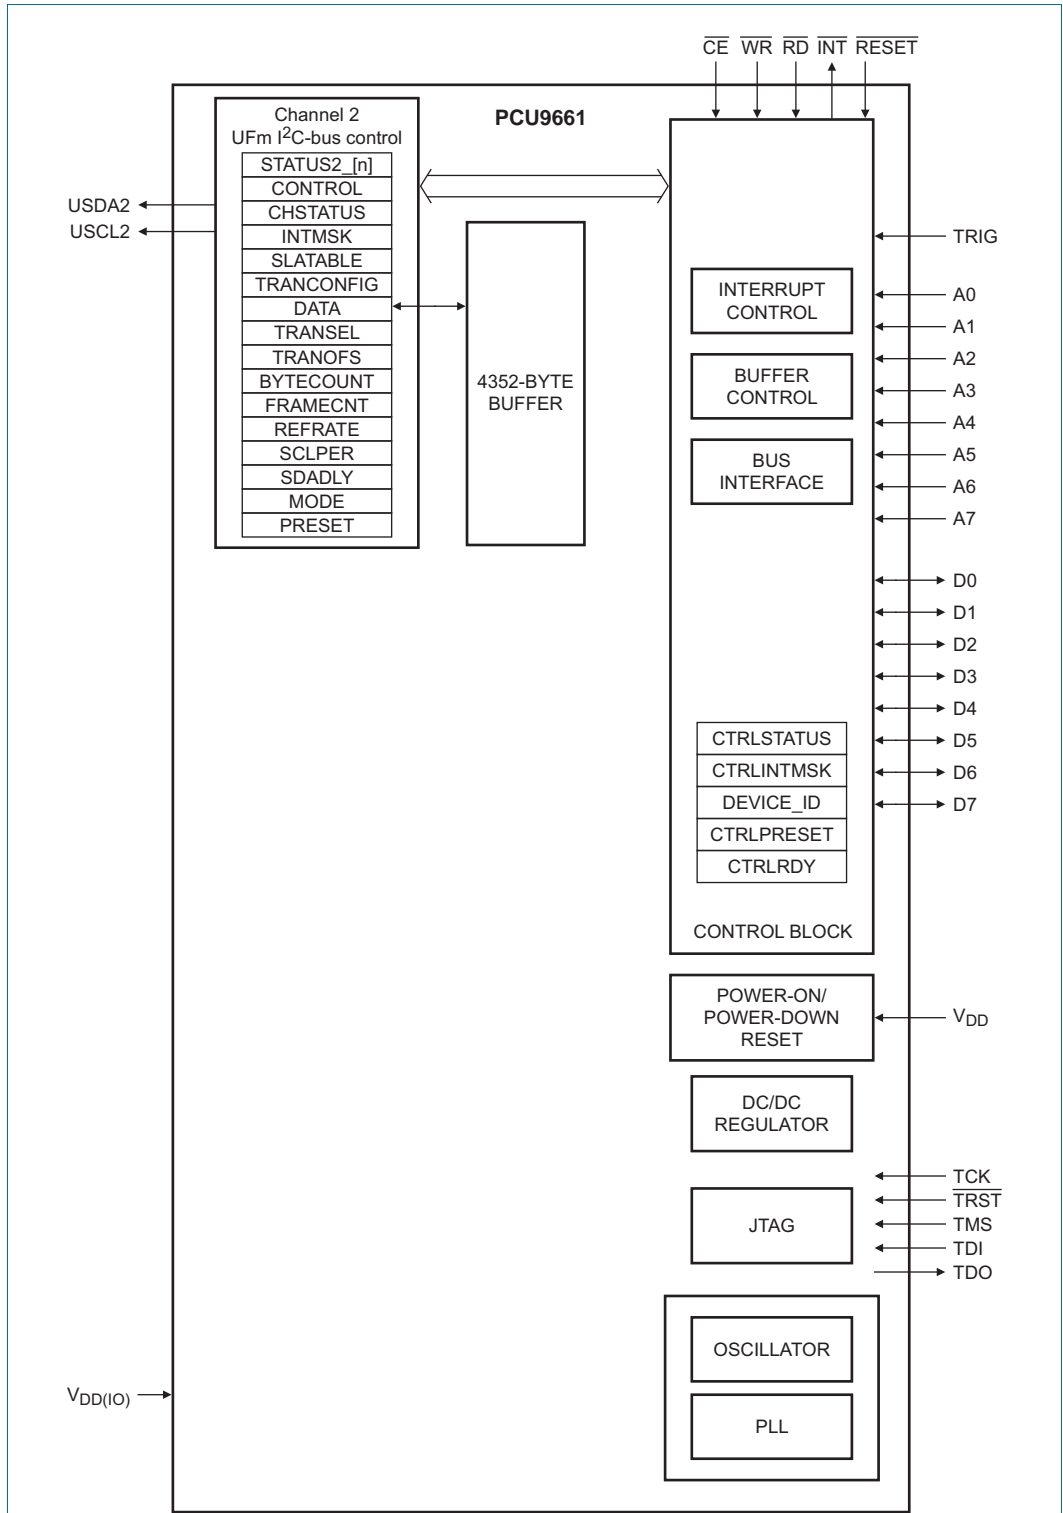 CE WR RD INT RESET
PCU9661
Channel 2
UFm I2C-bus control
STATUS2_[n]
CONTROL
CHSTATUS
INTMSK
SLATABLE
TRANCONFIG
DATA
TRANSEL
TRANOFS
BYTECOUNT
FRAMECNT
REFRATE
SCLPER
SDADLY
MODE
PRESET
USDA2
USCL2
4352-BYTE
BUFFER
INTERRUPT
CONTROL
BUFFER
CONTROL
BUS
INTERFACE
CTRLSTATUS
CTRLINTMSK
DEVICE_ID
CTRLPRESET
CTRLRDY
CONTROL BLOCK
TRIG
A0
A1
A2
A3
A4
A5
A6
A7
D0
D1
D2
D3
D4
D5
D6
D7
POWER-ON/
POWER-DOWN
RESET
VDD
DC/DC
REGULATOR
JTAG
TCK
TRST
TMS
TDI
TDO
OSCILLATOR
PLL
VDD(IO)